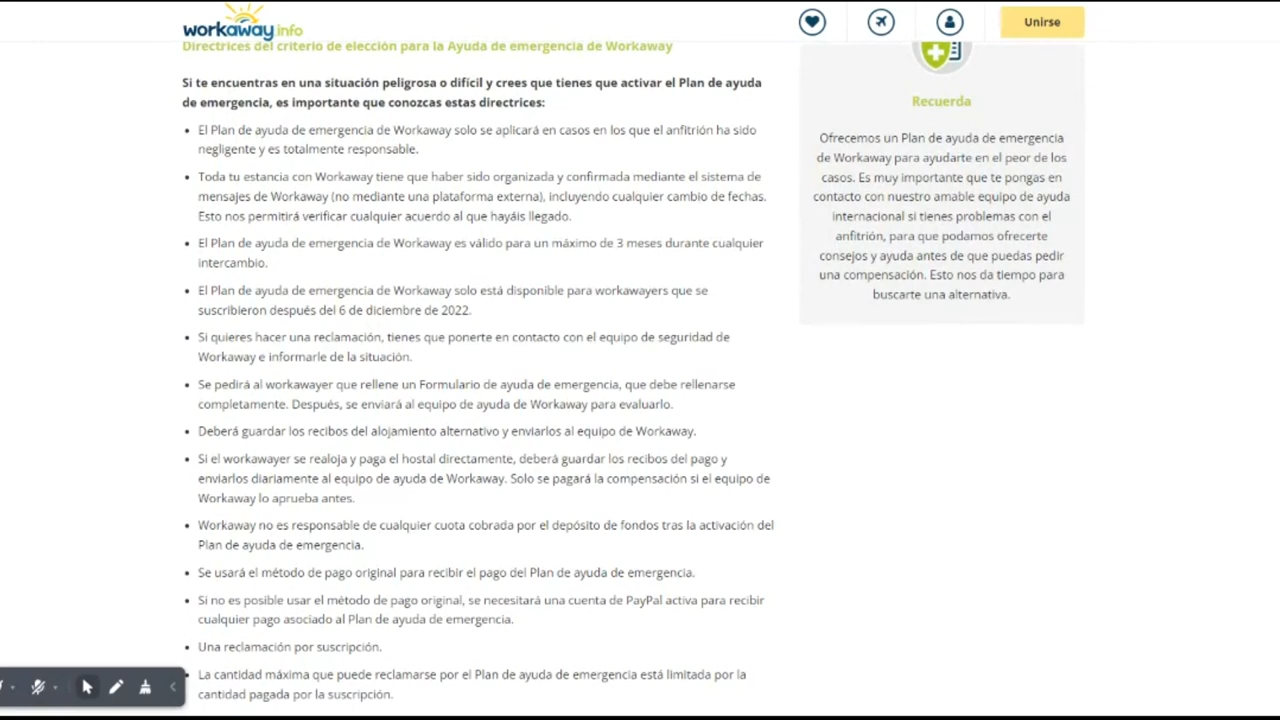 workaway.info
Unirse
Directrices del criterio de elección para la Ayuda de emergencia de Workaway
Si te encuentras en una situación peligrosa o difícil y crees que tienes que activar el Plan de ayuda
de emergencia, es importante que conozcas estas directrices:
• El Plan de ayuda de emergencia de Workaway solo se aplicará en casos en los que el anfitrión ha sido
negligente y es totalmente responsable.
• Toda tu estancia con Workaway tiene que haber sido organizada y confirmada mediante el sistema de
mensajes de Workaway (no mediante una plataforma externa), incluyendo cualquier cambio de fechas.
Esto nos permitirá verificar cualquier acuerdo al que hayáis llegado.
• El Plan de ayuda de emergencia de Workaway es válido para un máximo de 3 meses durante cualquier
intercambio.
• El Plan de ayuda de emergencia de Workaway solo está disponible para workawayers que se
suscribieron después del 6 de diciembre de 2022.
• Si quieres hacer una reclamación, tienes que ponerte en contacto con el equipo de seguridad de
Workaway e informarle de la situación.
• Se pedirá al workawayer que rellene un Formulario de ayuda de emergencia, que debe rellenarse
completamente. Después, se enviará al equipo de ayuda de Workaway para evaluarlo.
• Deberá guardar los recibos del alojamiento alternativo y enviarlos al equipo de Workaway.
• Si el workawayer se realoja y paga el hostal directamente, deberá guardar los recibos del pago y
enviarlos diariamente al equipo de ayuda de Workaway. Solo se pagará la compensación si el equipo de
Workaway lo aprueba antes.
• Workaway no es responsable de cualquier cuota cobrada por el depósito de fondos tras la activación del
Plan de ayuda de emergencia.
• Se usará el método de pago original para recibir el pago del Plan de ayuda de emergencia.
• Si no es posible usar el método de pago original, se necesitará una cuenta de PayPal activa para recibir
cualquier pago asociado al Plan de ayuda de emergencia.
• Una reclamación por suscripción.
• La cantidad máxima que puede reclamarse por el Plan de ayuda de emergencia está limitada por la
cantidad pagada por la suscripción.
Recuerda
Ofrecemos un Plan de ayuda de emergencia
de Workaway para ayudarte en el peor de los
casos. Es muy importante que te pongas en
contacto con nuestro amable equipo de ayuda
internacional si tienes problemas con el
anfitrión, para que podamos ofrecerte
consejos y ayuda antes de que puedas pedir
una compensación. Esto nos da tiempo para
buscarte una alternativa.